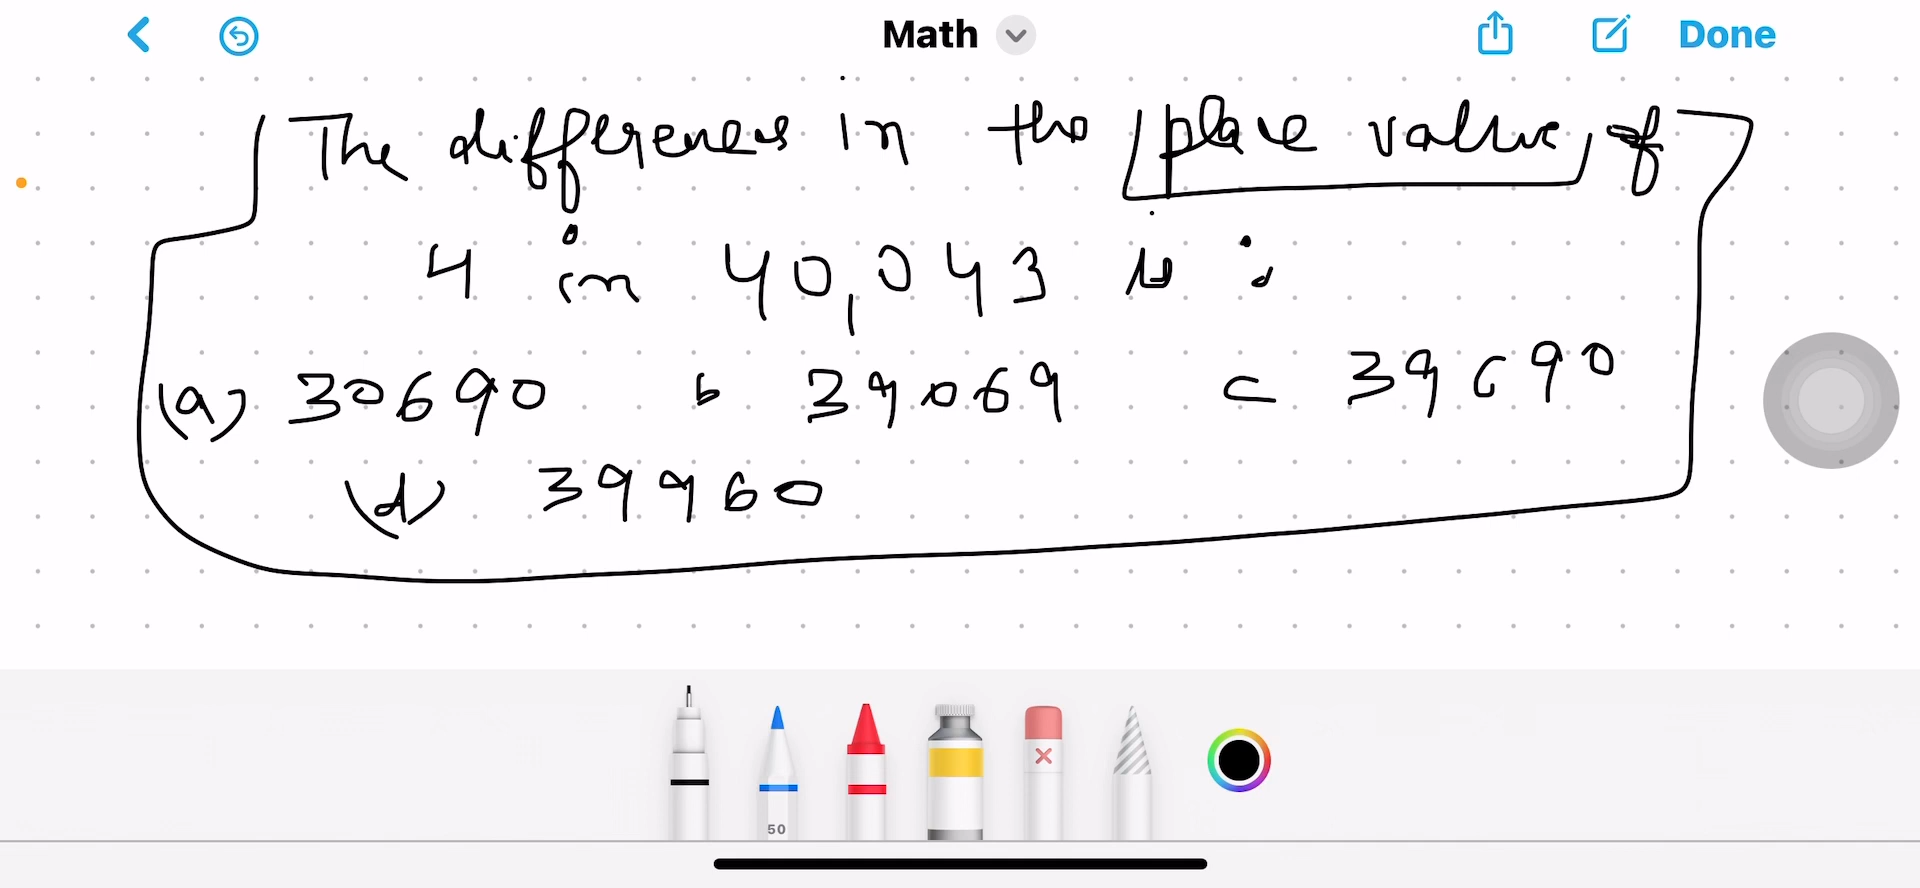 Math
Done
The differences in the place value of
4 in 40,043 is :
(a) 30690 b 39069 c 39690
(d) 39960
50